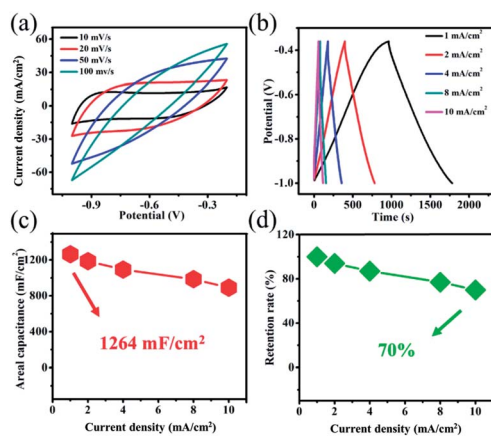 (a)
10 mV/s
20 mV/s
50 mV/s
100 mv/s
Current density (mA/cm²)
60
30
0
-30
-60
-0.9
-0.6
-0.3
Potential (V)
(b)
1 mA/cm²
2 mA/cm²
4 mA/cm²
8 mA/cm²
10 mA/cm²
Potential (V)
-0.4
-0.6
-0.8
-1.0
0
500
1000
1500
2000
Time (s)
(c)
Areal capacitance (mF/cm²)
1200
800
400
0
1264 mF/cm²
2
4
6
8
10
Current density (mA/cm²)
(d)
Retention rate (%)
120
80
40
0
70%
2
4
6
8
10
Current density (mA/cm²)